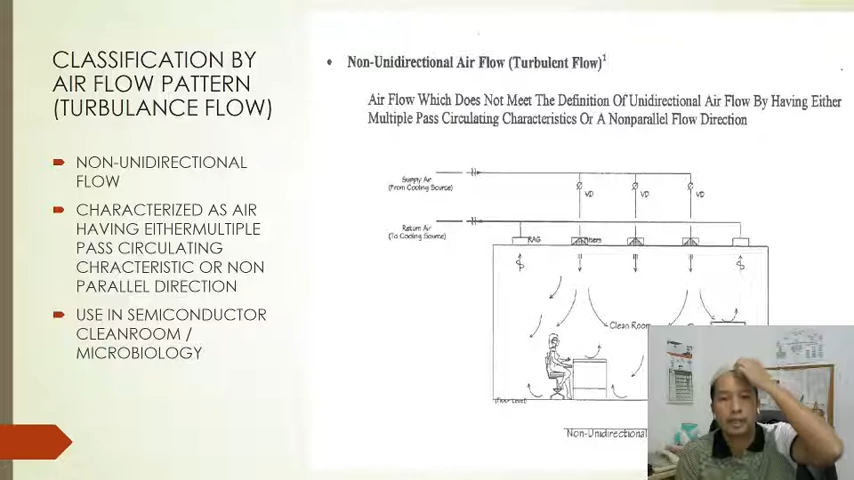 CLASSIFICATION BY
AIR FLOW PATTERN
(TURBULANCE FLOW)
NON-UNIDIRECTIONAL
FLOW
CHARACTERIZED AS AIR
HAVING EITHERMULTIPLE
PASS CIRCULATING
CHRACTERISTIC OR NON
PARALLEL DIRECTION
USE IN SEMICONDUCTOR
CLEANROOM /
MICROBIOLOGY
Non-Unidirectional Air Flow (Turbulent Flow)1
Air Flow Which Does Not Meet The Definition Of Unidirectional Air Flow By Having Either
Multiple Pass Circulating Characteristics Or A Nonparallel Flow Direction
Supply Air
(From Cooling Source)
VD VD VD
Return Air
(To Cooling Source)
RAG
Clean Room
(Floor Level)
Non-Unidirectional